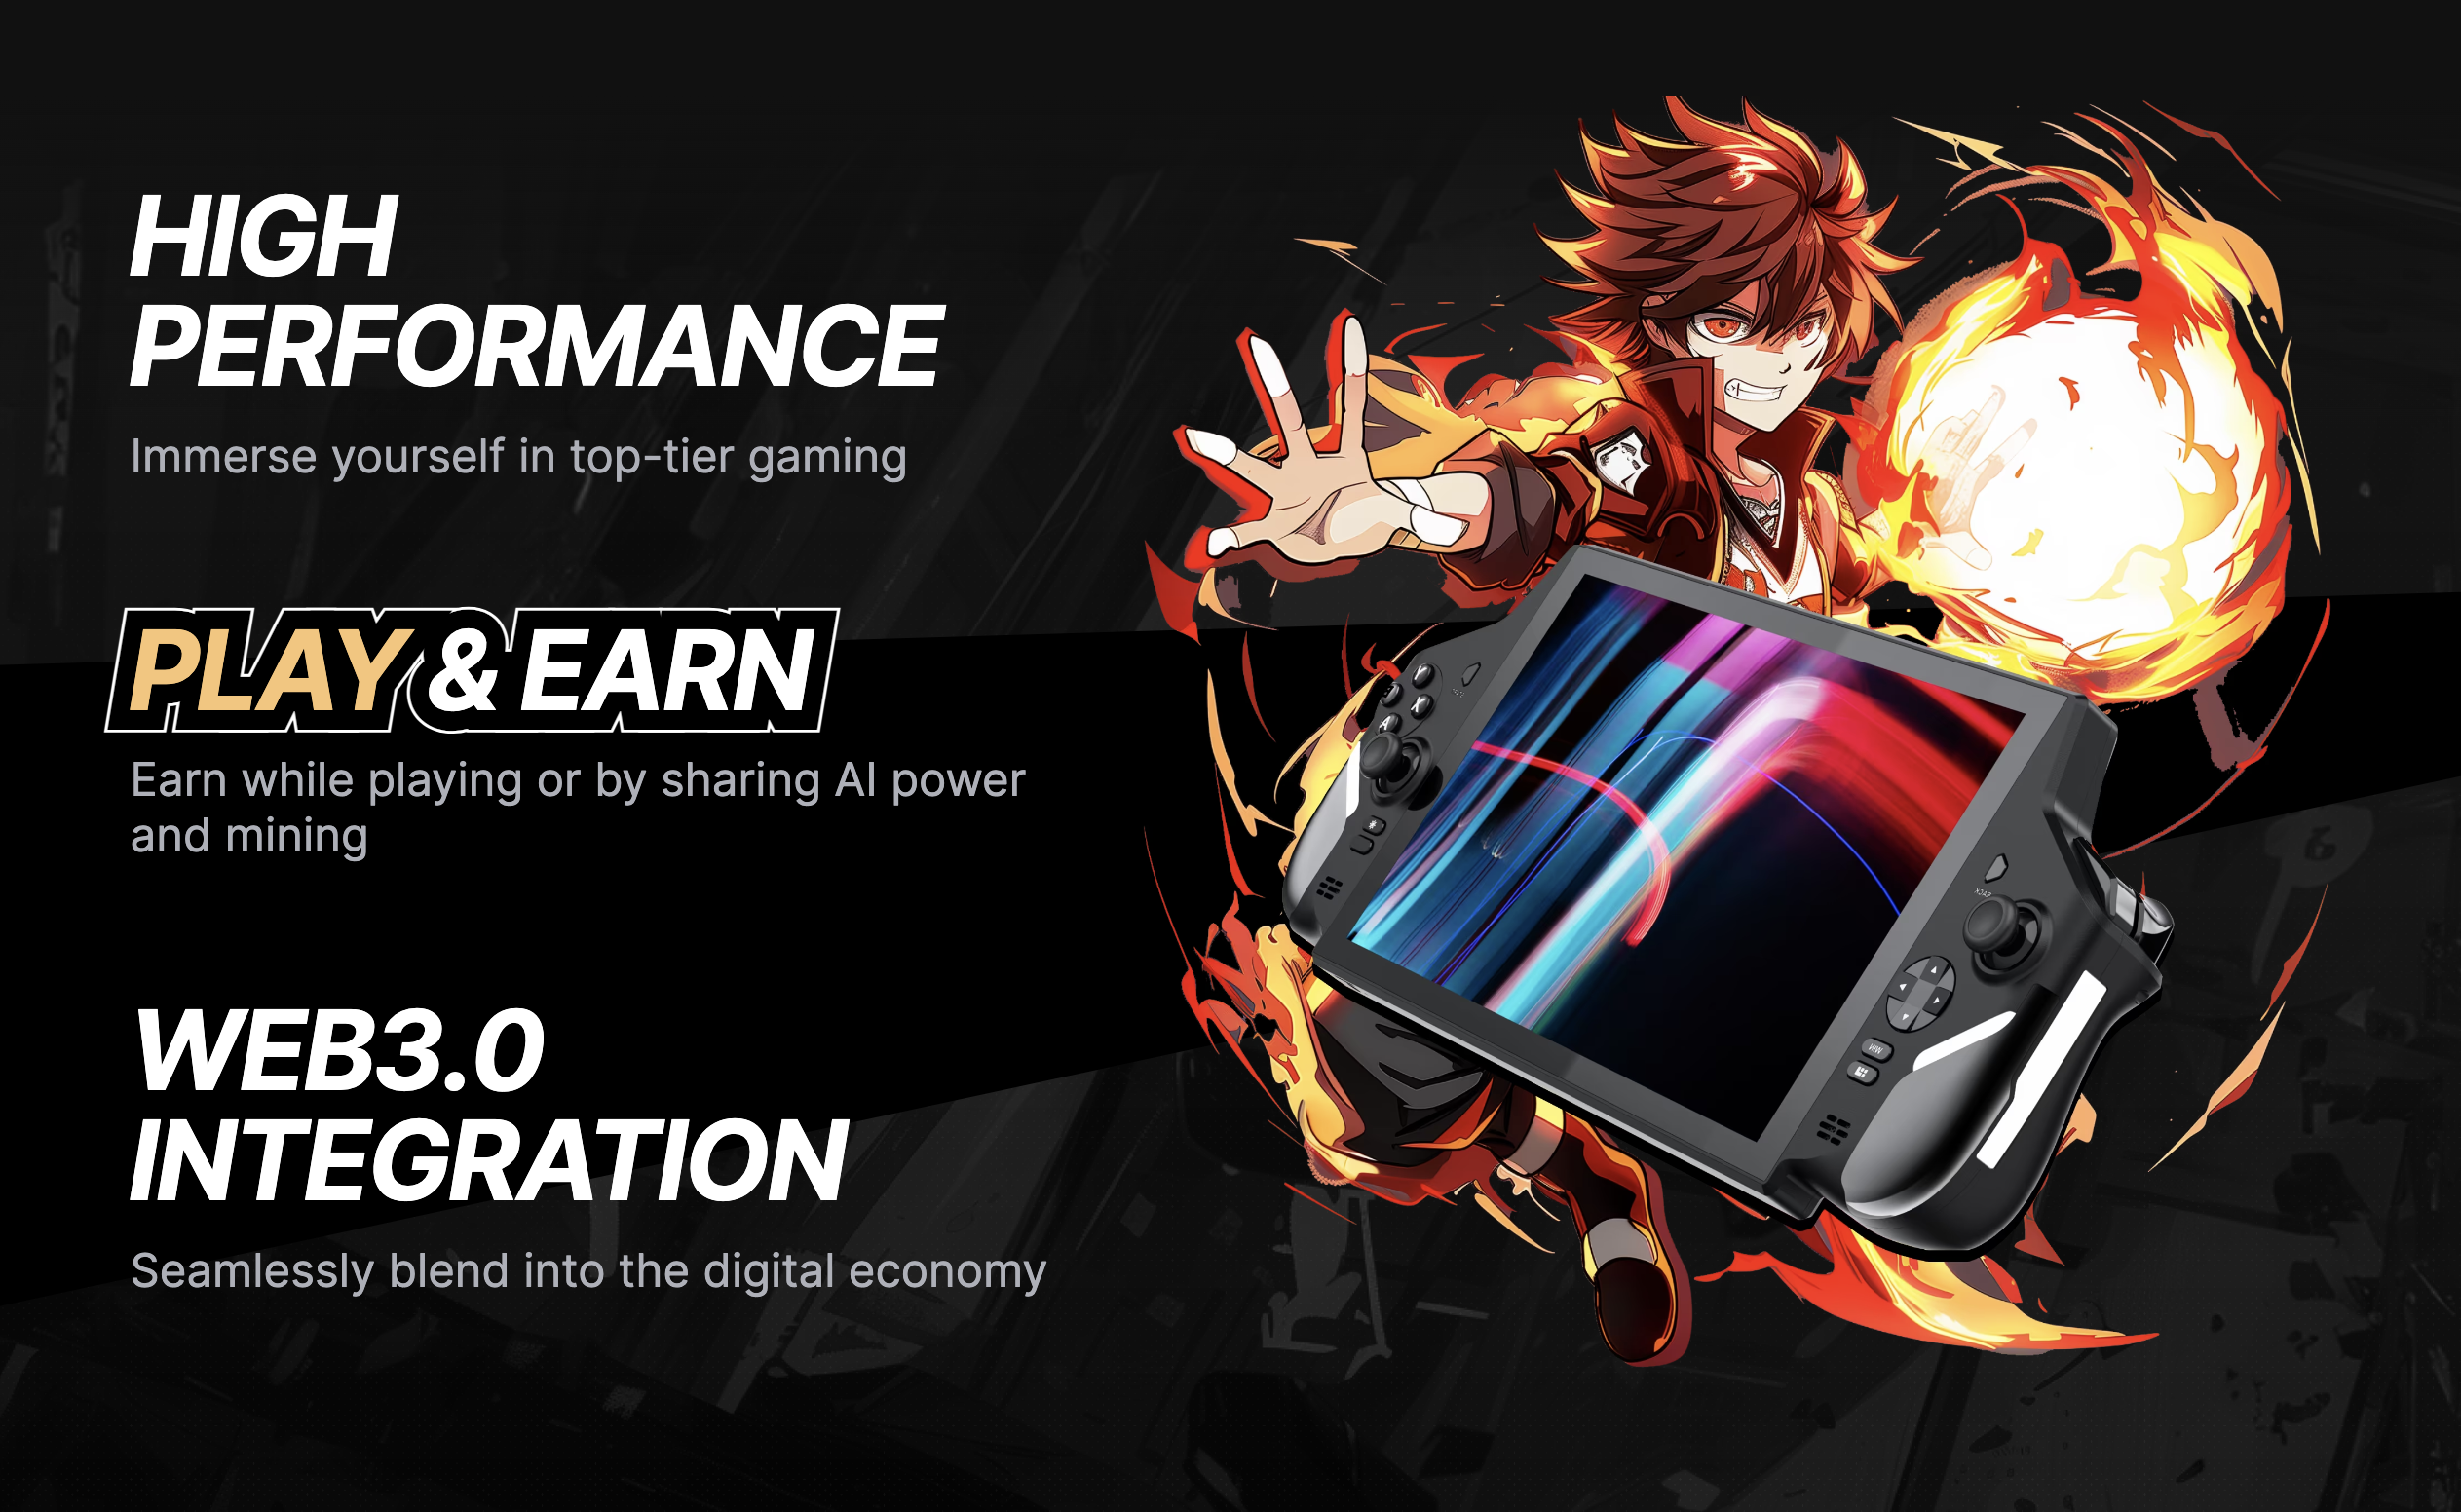 HIGH
PERFORMANCE
Immerse yourself in top-tier gaming
PLAY & EARN
Earn while playing or by sharing AI power
and mining
WEB3.0
INTEGRATION
Seamlessly blend into the digital economy
Y
X
A